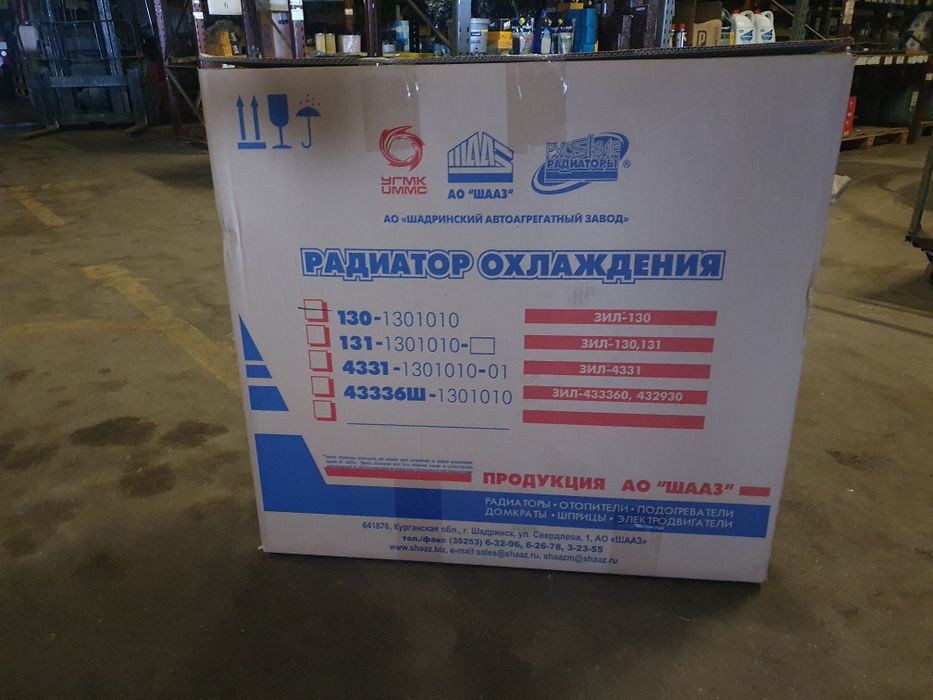 6
УГМК
UMMC
ШААZ
АО "ШААЗ"
РУССКИЕ
РАДИАТОРЫ ®
АО «ШАДРИНСКИЙ АВТОАГРЕГАТНЫЙ ЗАВОД»
РАДИАТОР ОХЛАЖДЕНИЯ
130-1301010 ЗИЛ-130
131-1301010- ЗИЛ-130,131
4331-1301010-01 ЗИЛ-4331
43336Ш-1301010 ЗИЛ-433360, 432930
ПРОДУКЦИЯ АО "ШААЗ"
РАДИАТОРЫ • ОТОПИТЕЛИ • ПОДОГРЕВАТЕЛИ
ДОМКРАТЫ • ШПРИЦЫ • ЭЛЕКТРОДВИГАТЕЛИ
641876, Курганская обл., г. Шадринск, ул. Свердлова, 1, АО «ШААЗ»
тел./факс (35253) 6-32-96, 6-26-78, 3-23-55
www.shaaz.biz, e-mail:sales@shaaz.ru, shaazm@shaaz.ru